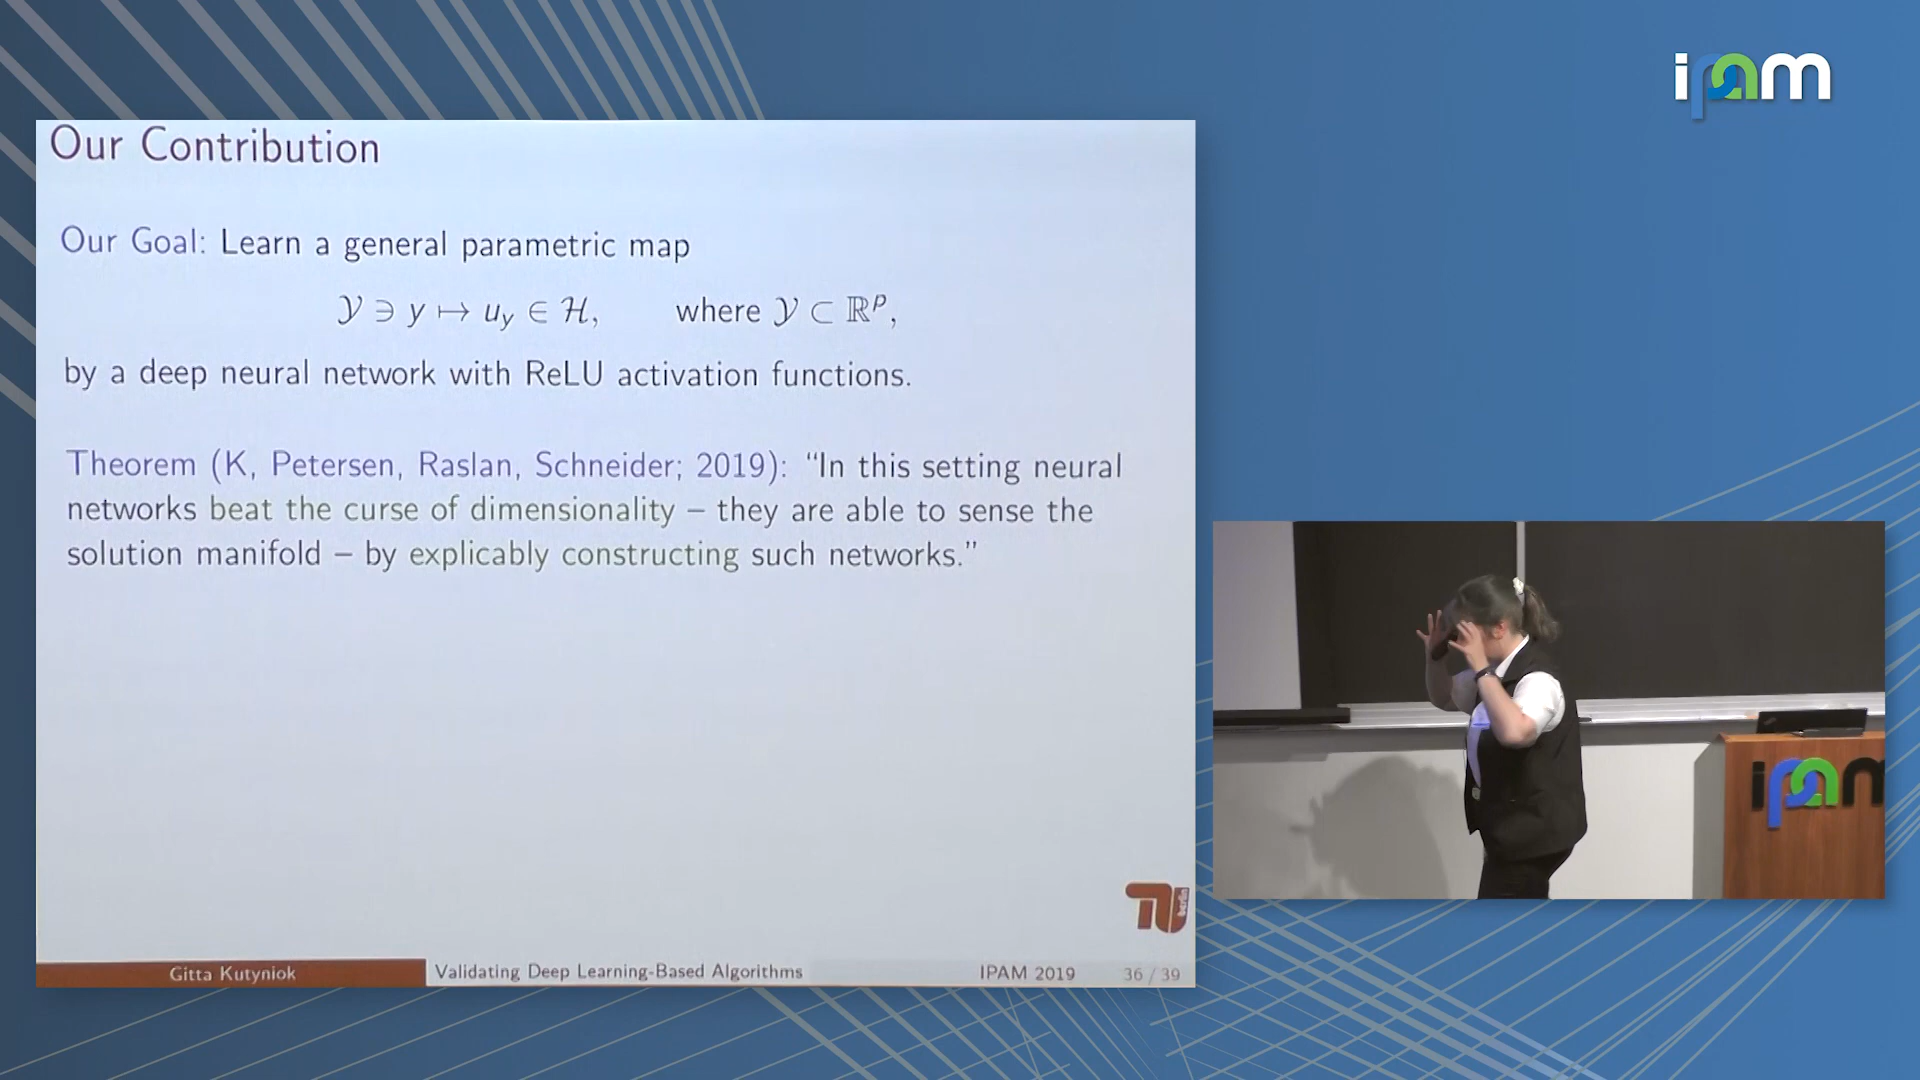 ipam
Our Contribution
Our Goal: Learn a general parametric map
𝒴 ∋ y ↦ u_y ∈ ℋ, where 𝒴 ⊂ ℝ^p,
by a deep neural network with ReLU activation functions.
Theorem (K, Petersen, Raslan, Schneider; 2019): “In this setting neural
networks beat the curse of dimensionality – they are able to sense the
solution manifold – by explicably constructing such networks.”
TU berlin
Gitta Kutyniok Validating Deep Learning-Based Algorithms IPAM 2019 36 / 39
ipam